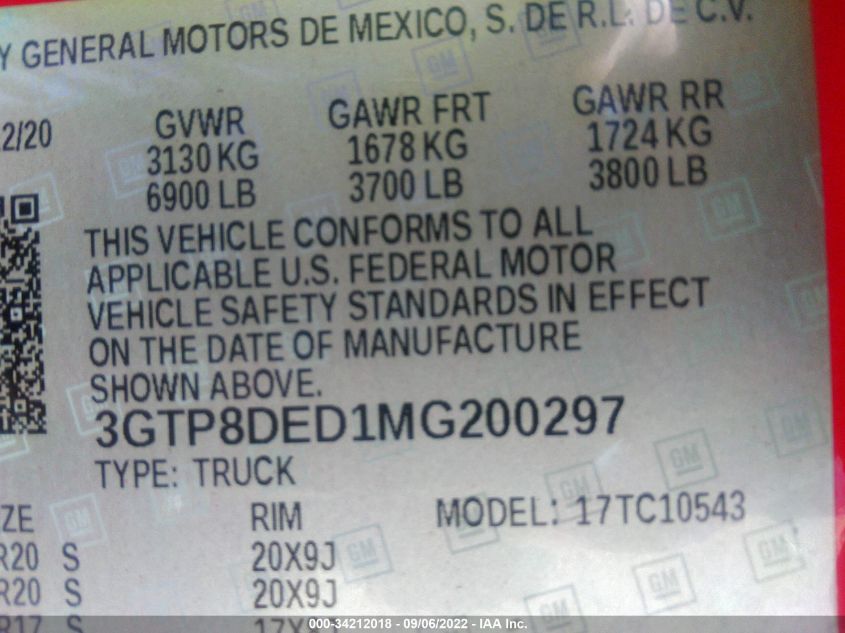 Y GENERAL MOTORS DE MEXICO, S. DE R.L. DE C.V.
2/20 GVWR GAWR FRT GAWR RR
3130 KG 1678 KG 1724 KG
6900 LB 3700 LB 3800 LB
THIS VEHICLE CONFORMS TO ALL
APPLICABLE U.S. FEDERAL MOTOR
VEHICLE SAFETY STANDARDS IN EFFECT
ON THE DATE OF MANUFACTURE
SHOWN ABOVE.
3GTP8DED1MG200297
TYPE: TRUCK
ZE RIM MODEL: 17TC10543
R20 S 20X9J
R20 S 20X9J
R17 S
000-34212018 - 09/06/2022 - IAA Inc.